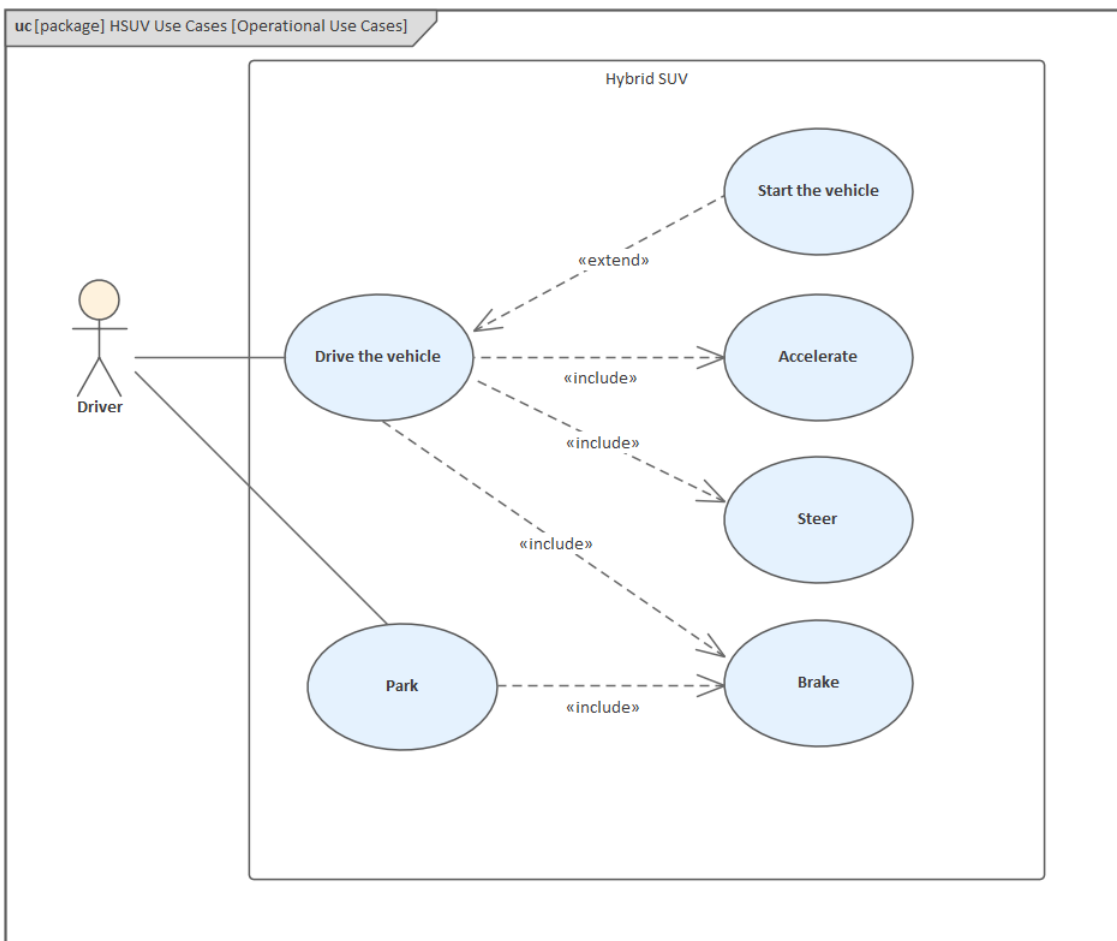 uc [package] HSUV Use Cases [Operational Use Cases]
Hybrid SUV
Start the vehicle
«extend»
Drive the vehicle
Accelerate
«include»
Driver
«include»
Steer
«include»
Park
Brake
«include»